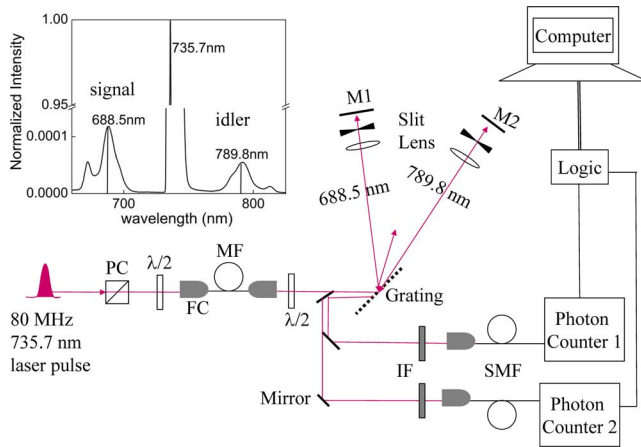 1.00
735.7nm
Normalized Intensity
0.95
signal
688.5nm
idler
789.8nm
0.0001
0.0000
700
800
wavelength (nm)
M1
Slit
Lens
M2
688.5 nm
789.8 nm
Computer
Logic
PC
λ/2
FC
MF
λ/2
Grating
80 MHz
735.7 nm
laser pulse
Mirror
IF
SMF
Photon
Counter 1
Photon
Counter 2